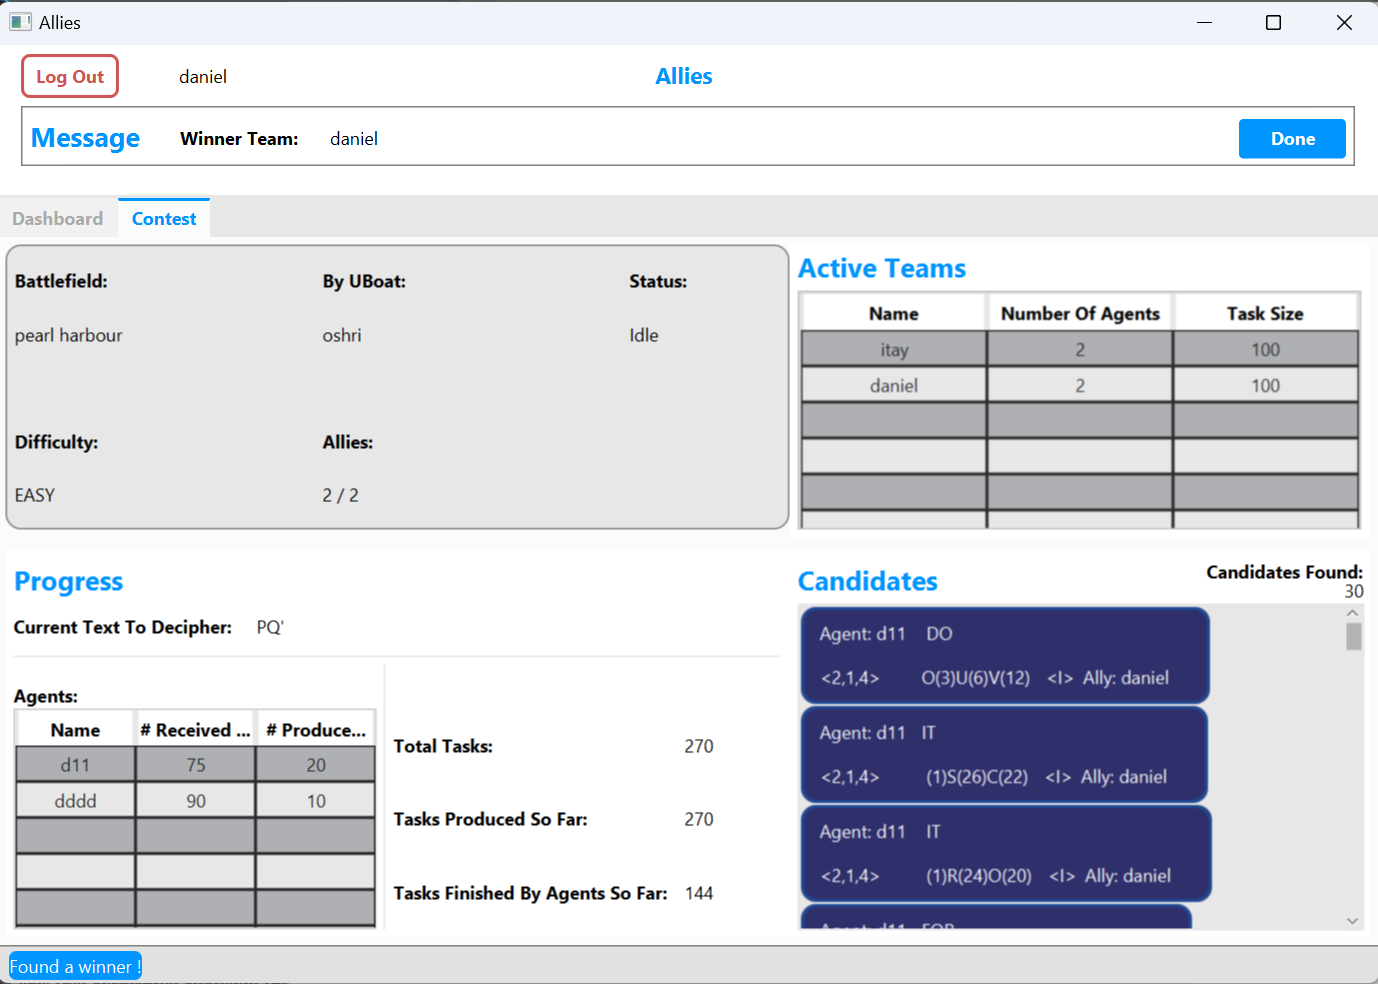 Allies
Log Out daniel Allies
Message Winner Team: daniel Done
Dashboard Contest
Battlefield: By UBoat: Status:
pearl harbour oshri Idle
Difficulty: Allies:
EASY 2 / 2
Active Teams
Name Number Of Agents Task Size
itay 2 100
daniel 2 100
Progress
Current Text To Decipher: PQ'
Agents:
Name # Received ... # Produce...
d11 75 20
dddd 90 10
Total Tasks: 270
Tasks Produced So Far: 270
Tasks Finished By Agents So Far: 144
Candidates Candidates Found:
30
Agent: d11 DO
<2,1,4> O(3)U(6)V(12) <I> Ally: daniel
Agent: d11 IT
<2,1,4> (1)S(26)C(22) <I> Ally: daniel
Agent: d11 IT
<2,1,4> (1)R(24)O(20) <I> Ally: daniel
Agent: d11 FOR
Found a winner !